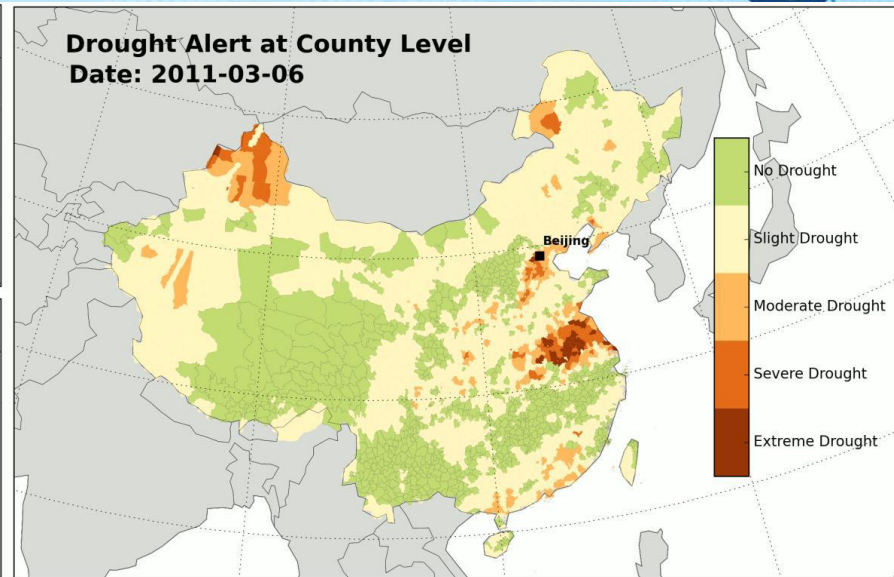 Drought Alert at County Level
Date: 2011-03-06
Beijing
No Drought
Slight Drought
Moderate Drought
Severe Drought
Extreme Drought